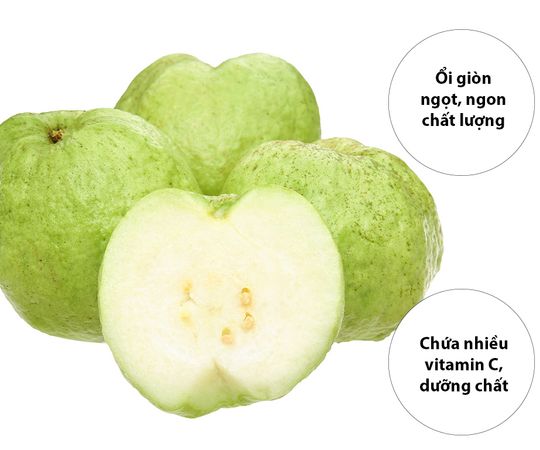 Ổi giòn
ngọt, ngon
chất lượng
Chứa nhiều
vitamin C,
dưỡng chất